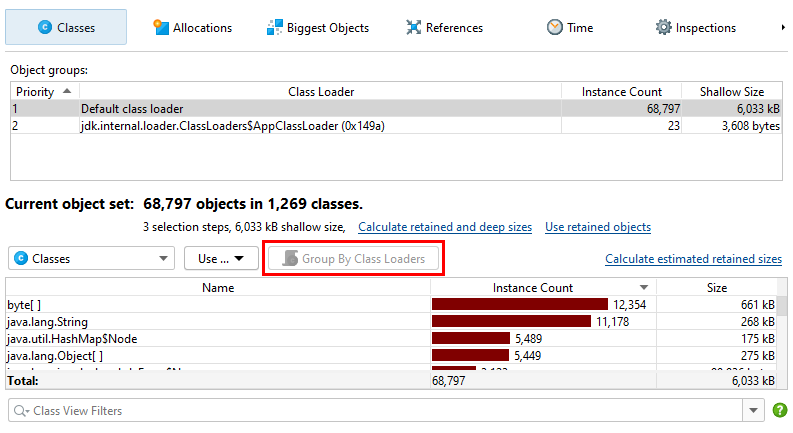 Classes Allocations Biggest Objects References Time Inspections
Object groups:
Priority Class Loader Instance Count Shallow Size
1 Default class loader 68,797 6,033 kB
2 jdk.internal.loader.ClassLoaders$AppClassLoader (0x149a) 23 3,608 bytes
Current object set: 68,797 objects in 1,269 classes.
3 selection steps, 6,033 kB shallow size, Calculate retained and deep sizes Use retained objects
Classes Use ... Group By Class Loaders Calculate estimated retained sizes
Name Instance Count Size
byte[ ] 12,354 661 kB
java.lang.String 11,178 268 kB
java.util.HashMap$Node 5,489 175 kB
java.lang.Object[ ] 5,449 275 kB
Total: 68,797 6,033 kB
Class View Filters